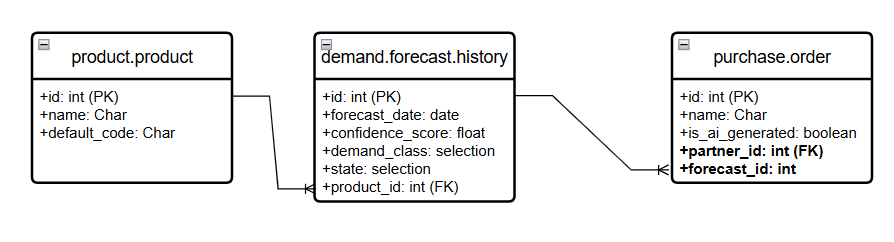 product.product
+id: int (PK)
+name: Char
+default_code: Char
demand.forecast.history
+id: int (PK)
+forecast_date: date
+confidence_score: float
+demand_class: selection
+state: selection
+product_id: int (FK)
purchase.order
+id: int (PK)
+name: Char
+is_ai_generated: boolean
+partner_id: int (FK)
+forecast_id: int